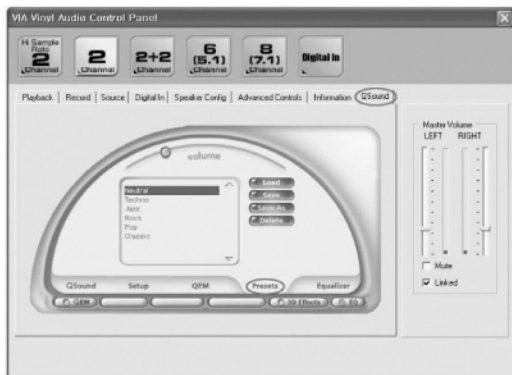 VIA Vinyl Audio Control Panel
Hi Sample
Rate
2
Channel
2
Channel
2+2
Channel
6
(5.1)
Channel
8
(7.1)
Channel
Digital In
Playback Record Source Digital In Speaker Config Advanced Controls Information QSound
Master Volume
LEFT RIGHT
volume
Neutral
Techno
Jazz
Rock
Pop
Classic
Load
Save
Save As
Delete
Mute
Linked
QSound Setup QEM Presets Equalizer
QEM 3D Effects EQ